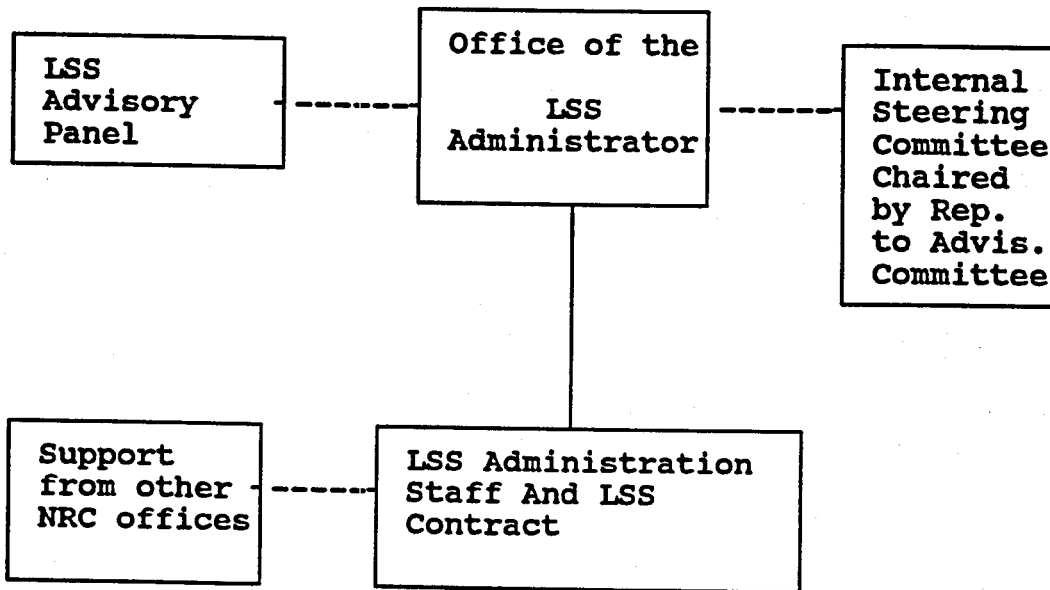 LSS
Advisory
Panel
Office of the
LSS
Administrator
Internal
Steering
Committee
Chaired
by Rep.
to Advis.
Committee
Support
from other
NRC offices
LSS Administration
Staff And LSS
Contract